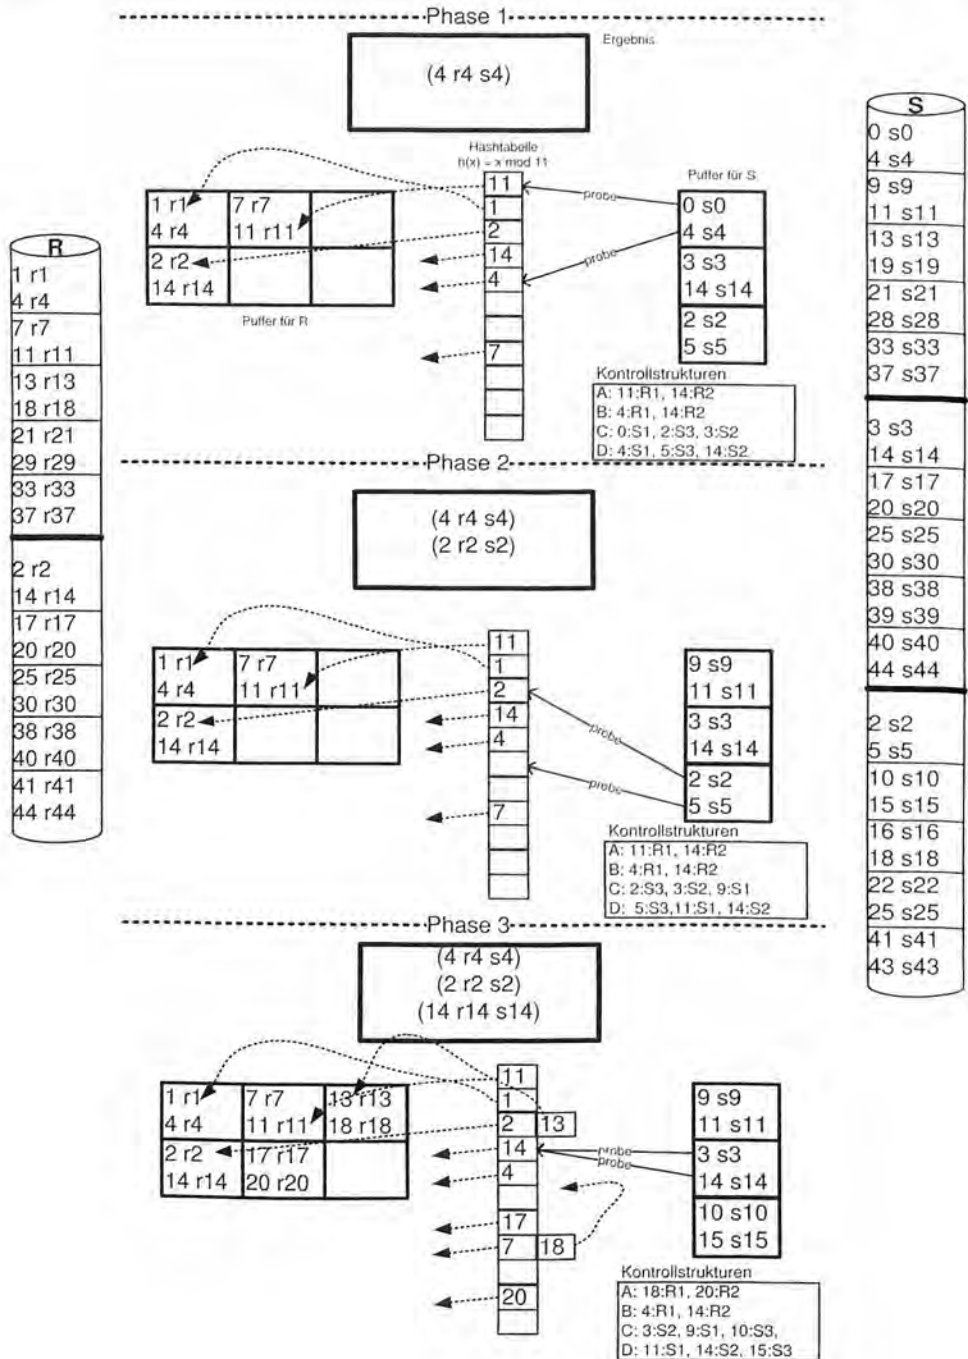 Phase 1
Ergebnis
(4 r4 s4)
Hashtabelle
h(x) = x mod 11
11
1
2
14
4
7
1 r1
4 r4
7 r7
11 r11
2 r2
14 r14
Puffer für R
probe
probe
Puffer für S
0 s0
4 s4
3 s3
14 s14
2 s2
5 s5
Kontrollstrukturen
A: 11:R1, 14:R2
B: 4:R1, 14:R2
C: 0:S1, 2:S3, 3:S2
D: 4:S1, 5:S3, 14:S2
R
1 r1
4 r4
7 r7
11 r11
13 r13
18 r18
21 r21
29 r29
33 r33
37 r37
2 r2
14 r14
17 r17
20 r20
25 r25
30 r30
38 r38
40 r40
41 r41
44 r44
S
0 s0
4 s4
9 s9
11 s11
13 s13
19 s19
21 s21
28 s28
33 s33
37 s37
3 s3
14 s14
17 s17
20 s20
25 s25
30 s30
38 s38
39 s39
40 s40
44 s44
2 s2
5 s5
10 s10
15 s15
16 s16
18 s18
22 s22
25 s25
41 s41
43 s43
Phase 2
(4 r4 s4)
(2 r2 s2)
1 r1
4 r4
7 r7
11 r11
2 r2
14 r14
11
1
2
14
4
7
probe
probe
9 s9
11 s11
3 s3
14 s14
2 s2
5 s5
Kontrollstrukturen
A: 11:R1, 14:R2
B: 4:R1, 14:R2
C: 2:S3, 3:S2, 9:S1
D: 5:S3,11:S1, 14:S2
Phase 3
(4 r4 s4)
(2 r2 s2)
(14 r14 s14)
1 r1
4 r4
7 r7
11 r11
13 r13
18 r18
2 r2
14 r14
17 r17
20 r20
11
1
2 13
14
4
17
7 18
20
probe
probe
9 s9
11 s11
3 s3
14 s14
10 s10
15 s15
Kontrollstrukturen
A: 18:R1, 20:R2
B: 4:R1, 14:R2
C: 3:S2, 9:S1, 10:S3,
D: 11:S1, 14:S2, 15:S3